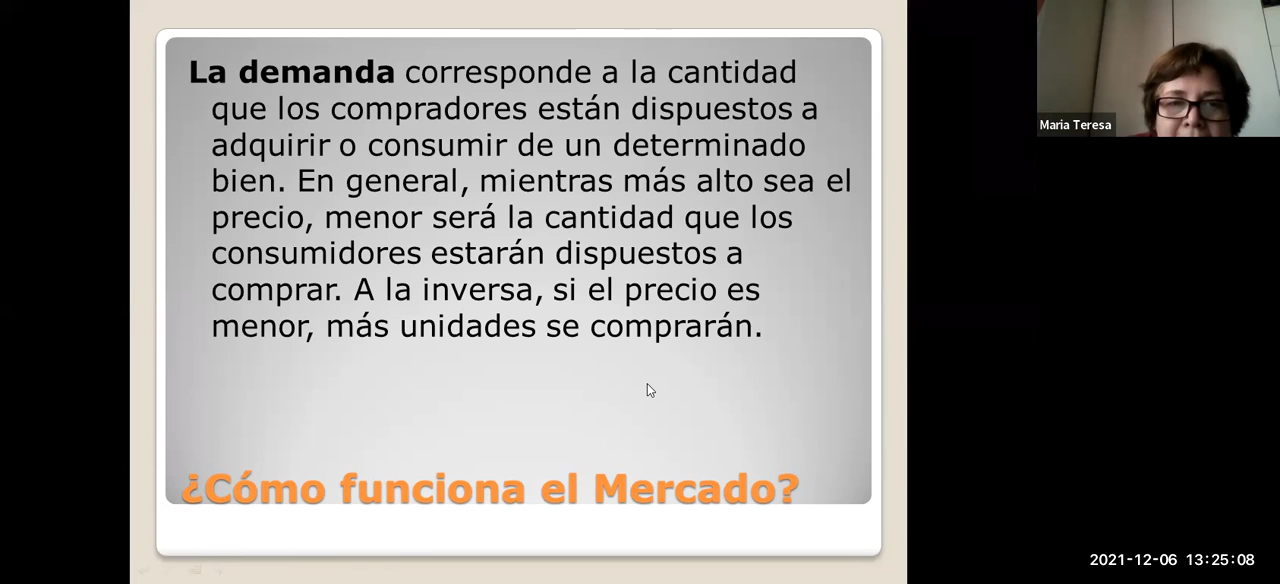 La demanda corresponde a la cantidad
que los compradores están dispuestos a
adquirir o consumir de un determinado
bien. En general, mientras más alto sea el
precio, menor será la cantidad que los
consumidores estarán dispuestos a
comprar. A la inversa, si el precio es
menor, más unidades se comprarán.
¿Cómo funciona el Mercado?
Maria Teresa
2021-12-06 13:25:08